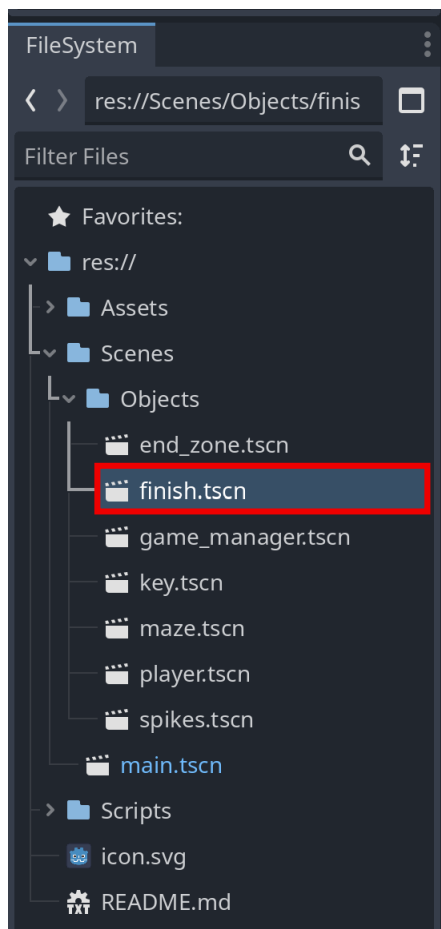 FileSystem
res://Scenes/Objects/finis
Filter Files
Favorites:
res://
Assets
Scenes
Objects
end_zone.tscn
finish.tscn
game_manager.tscn
key.tscn
maze.tscn
player.tscn
spikes.tscn
main.tscn
Scripts
icon.svg
TXT README.md